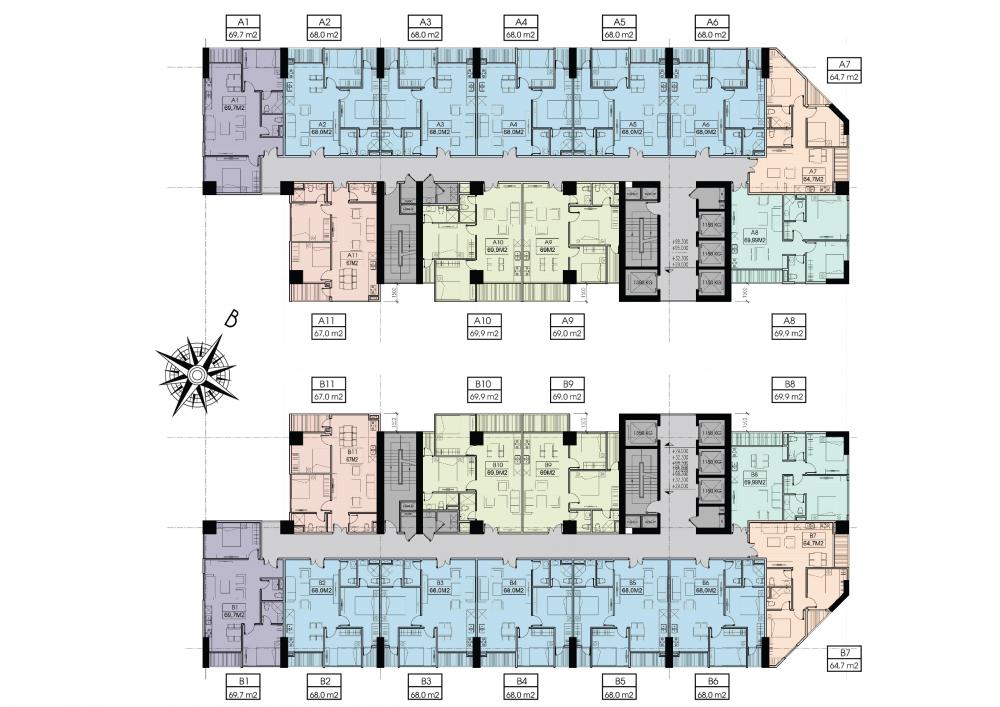 A1
69,7 m2
A2
68,0 m2
A3
68,0 m2
A4
68,0 m2
A5
68,0 m2
A6
68,0 m2
A7
64,7 m2
A1
69,7M2
A2
68,0M2
A3
68,0M2
A4
68,0M2
A5
68,0M2
A6
68,0M2
A7
64,7M2
A11
67M2
A10
69,9M2
A9
69M2
A8
69,99M2
1150 KG
1150 KG
1350 KG
1150 KG
A11
67,0 m2
A10
69,9 m2
A9
69,0 m2
A8
69,9 m2
B
B11
67,0 m2
B10
69,9 m2
B9
69,0 m2
B8
69,9 m2
B11
67M2
B10
69,9M2
B9
69M2
B8
69,99M2
1350 KG
1150 KG
1150 KG
1150 KG
B7
64,7M2
B1
69,7M2
B2
68,0M2
B3
68,0M2
B4
68,0M2
B5
68,0M2
B6
68,0M2
B7
64,7 m2
B1
69,7 m2
B2
68,0 m2
B3
68,0 m2
B4
68,0 m2
B5
68,0 m2
B6
68,0 m2